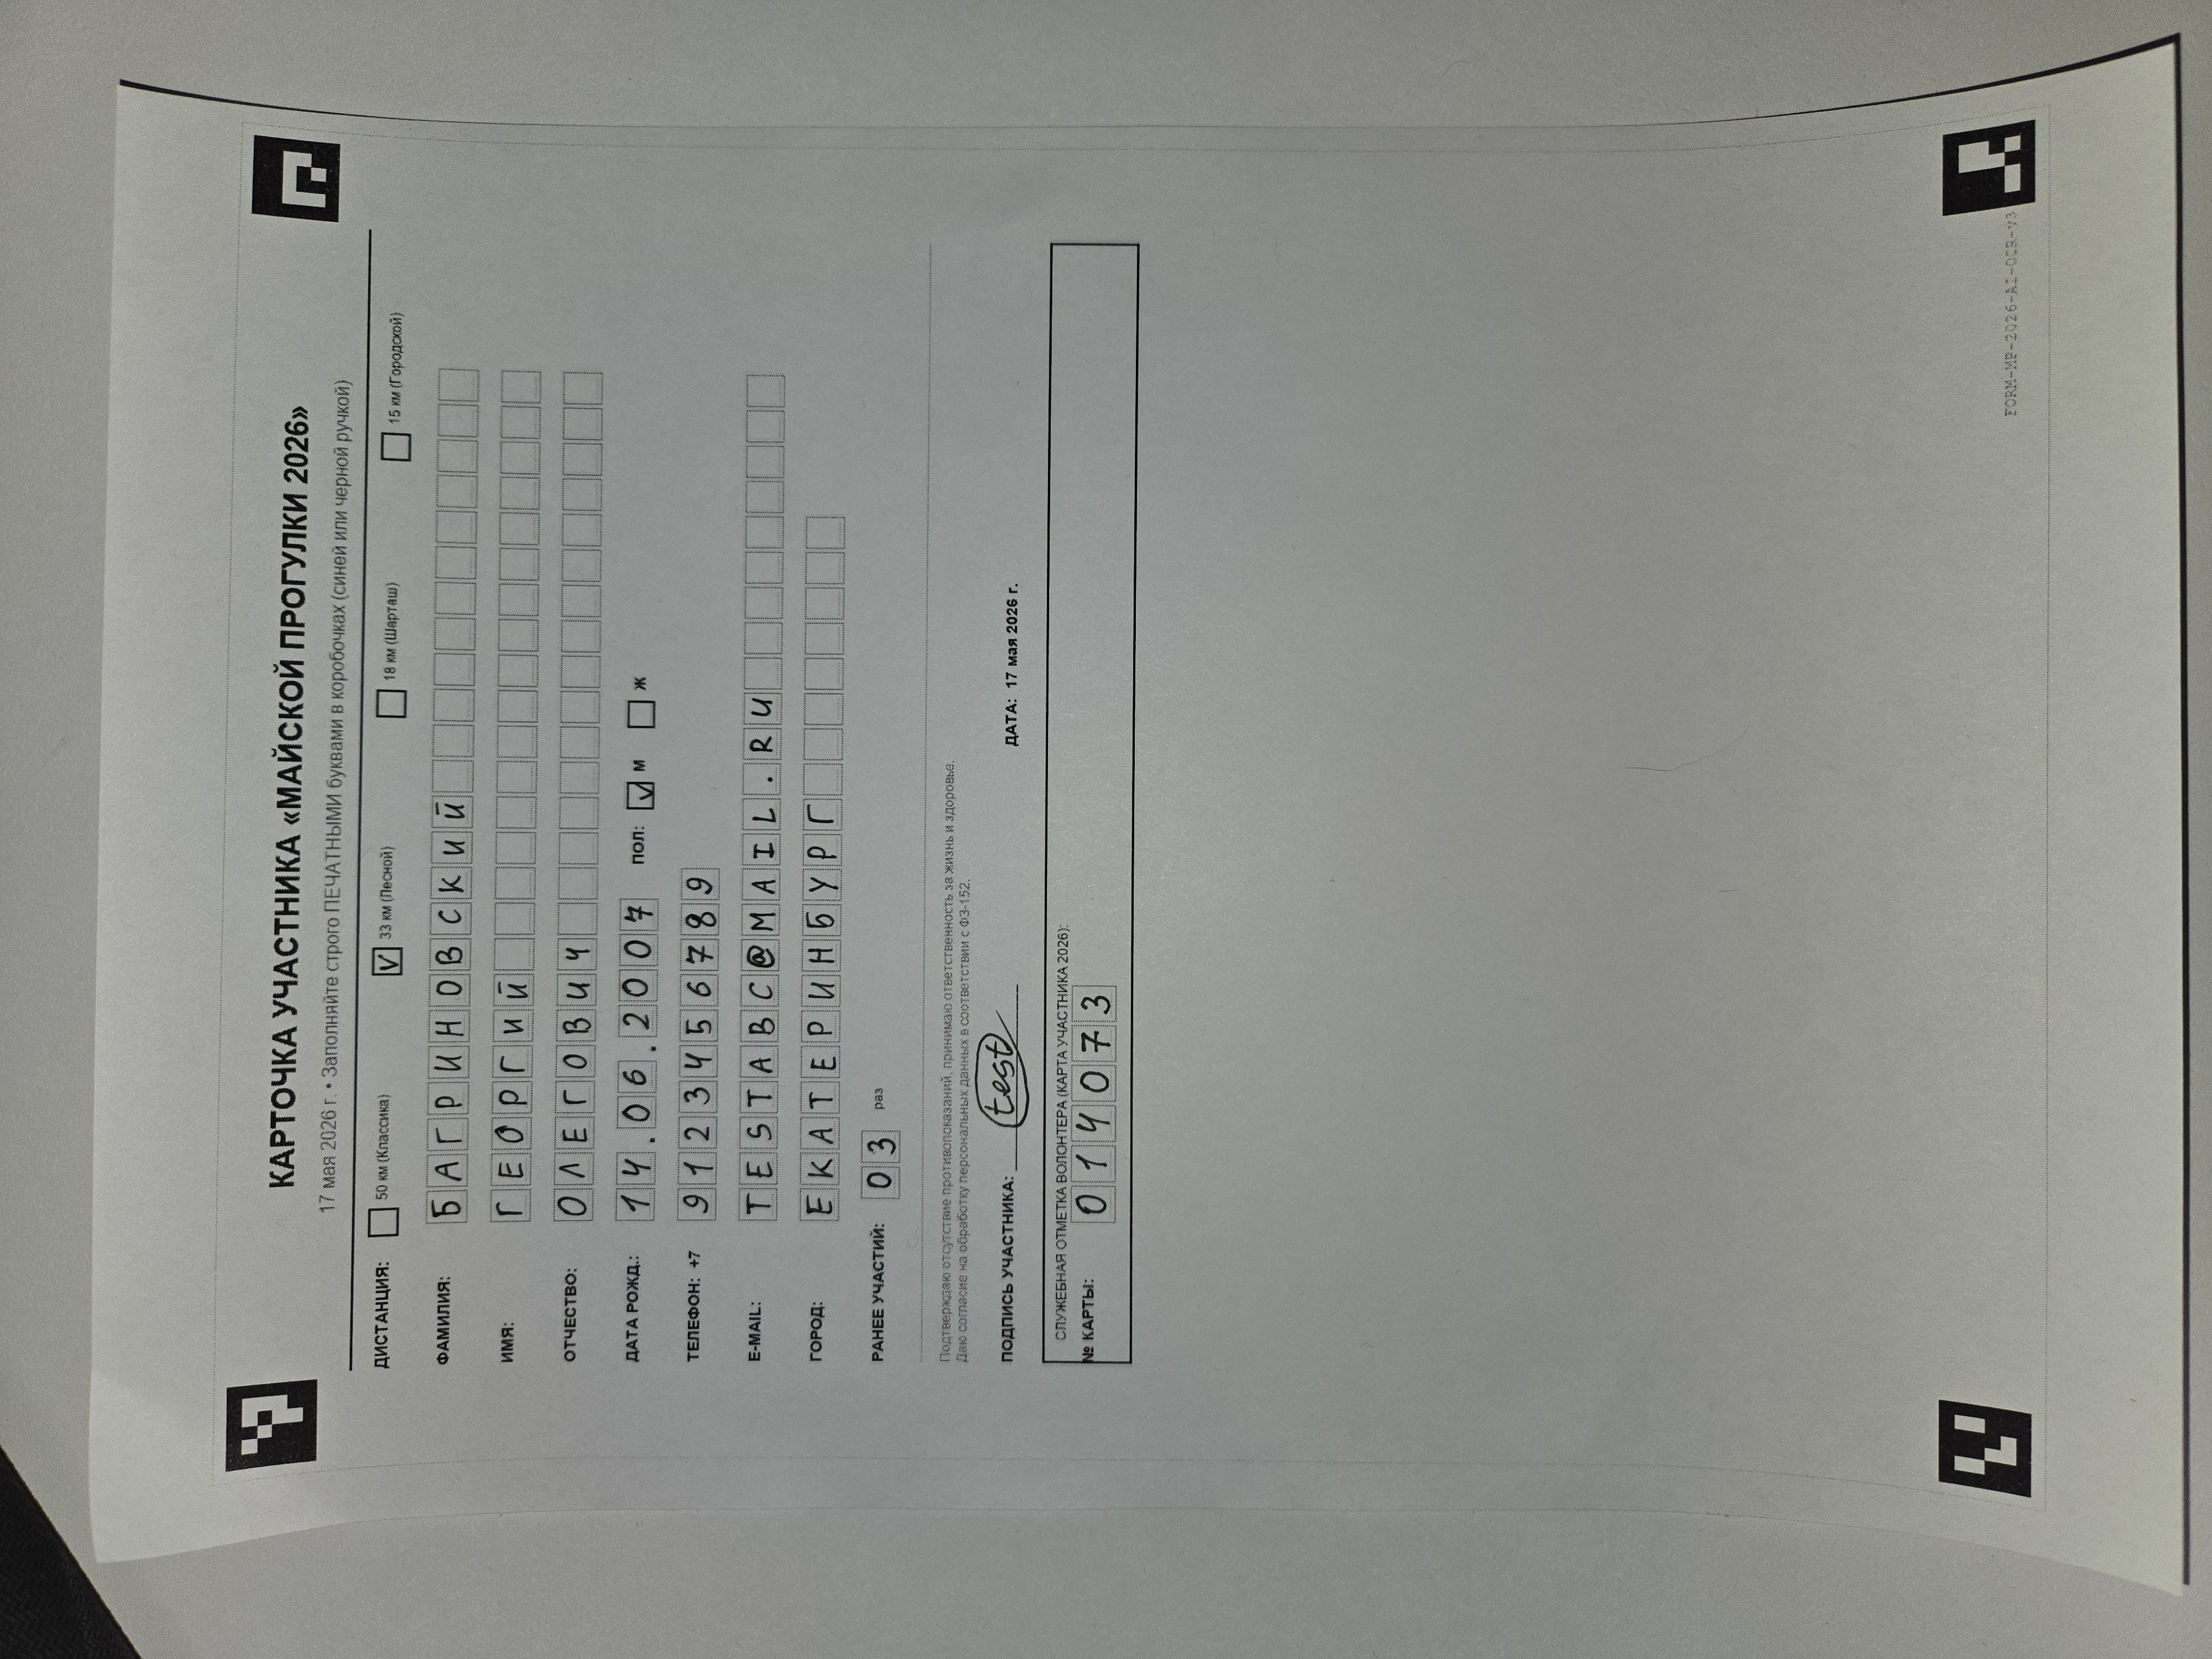 КАРТОЧКА УЧАСТНИКА «МАЙСКОЙ ПРОГУЛКИ 2026»
17 мая 2026 г. • Заполняйте строго ПЕЧАТНЫМИ буквами в коробочках (синей или черной ручкой)
ДИСТАНЦИЯ: 50 км (Классика) 33 км (Лесной) 18 км (Шарташ) 15 км (Городской)
ФАМИЛИЯ: БАГРИНОВСКИЙ
ИМЯ: ГЕОРГИЙ
ОТЧЕСТВО: ОЛЕГОВИЧ
ДАТА РОЖД.: 14.06.2007 ПОЛ: М Ж
ТЕЛЕФОН: +7 9123456789
E-MAIL: TESTABC@MAIL.RU
ГОРОД: ЕКАТЕРИНБУРГ
РАНЕЕ УЧАСТИЙ: 03 раз
Подтверждаю отсутствие противопоказаний, принимаю ответственность за жизнь и здоровье.
Даю согласие на обработку персональных данных в соответствии с ФЗ-152.
ПОДПИСЬ УЧАСТНИКА: test ДАТА: 17 мая 2026 г.
СЛУЖЕБНАЯ ОТМЕТКА ВОЛОНТЕРА (КАРТА УЧАСТНИКА 2026):
№ КАРТЫ: 014073
FORM-MP-2026-AI-OCR-v3